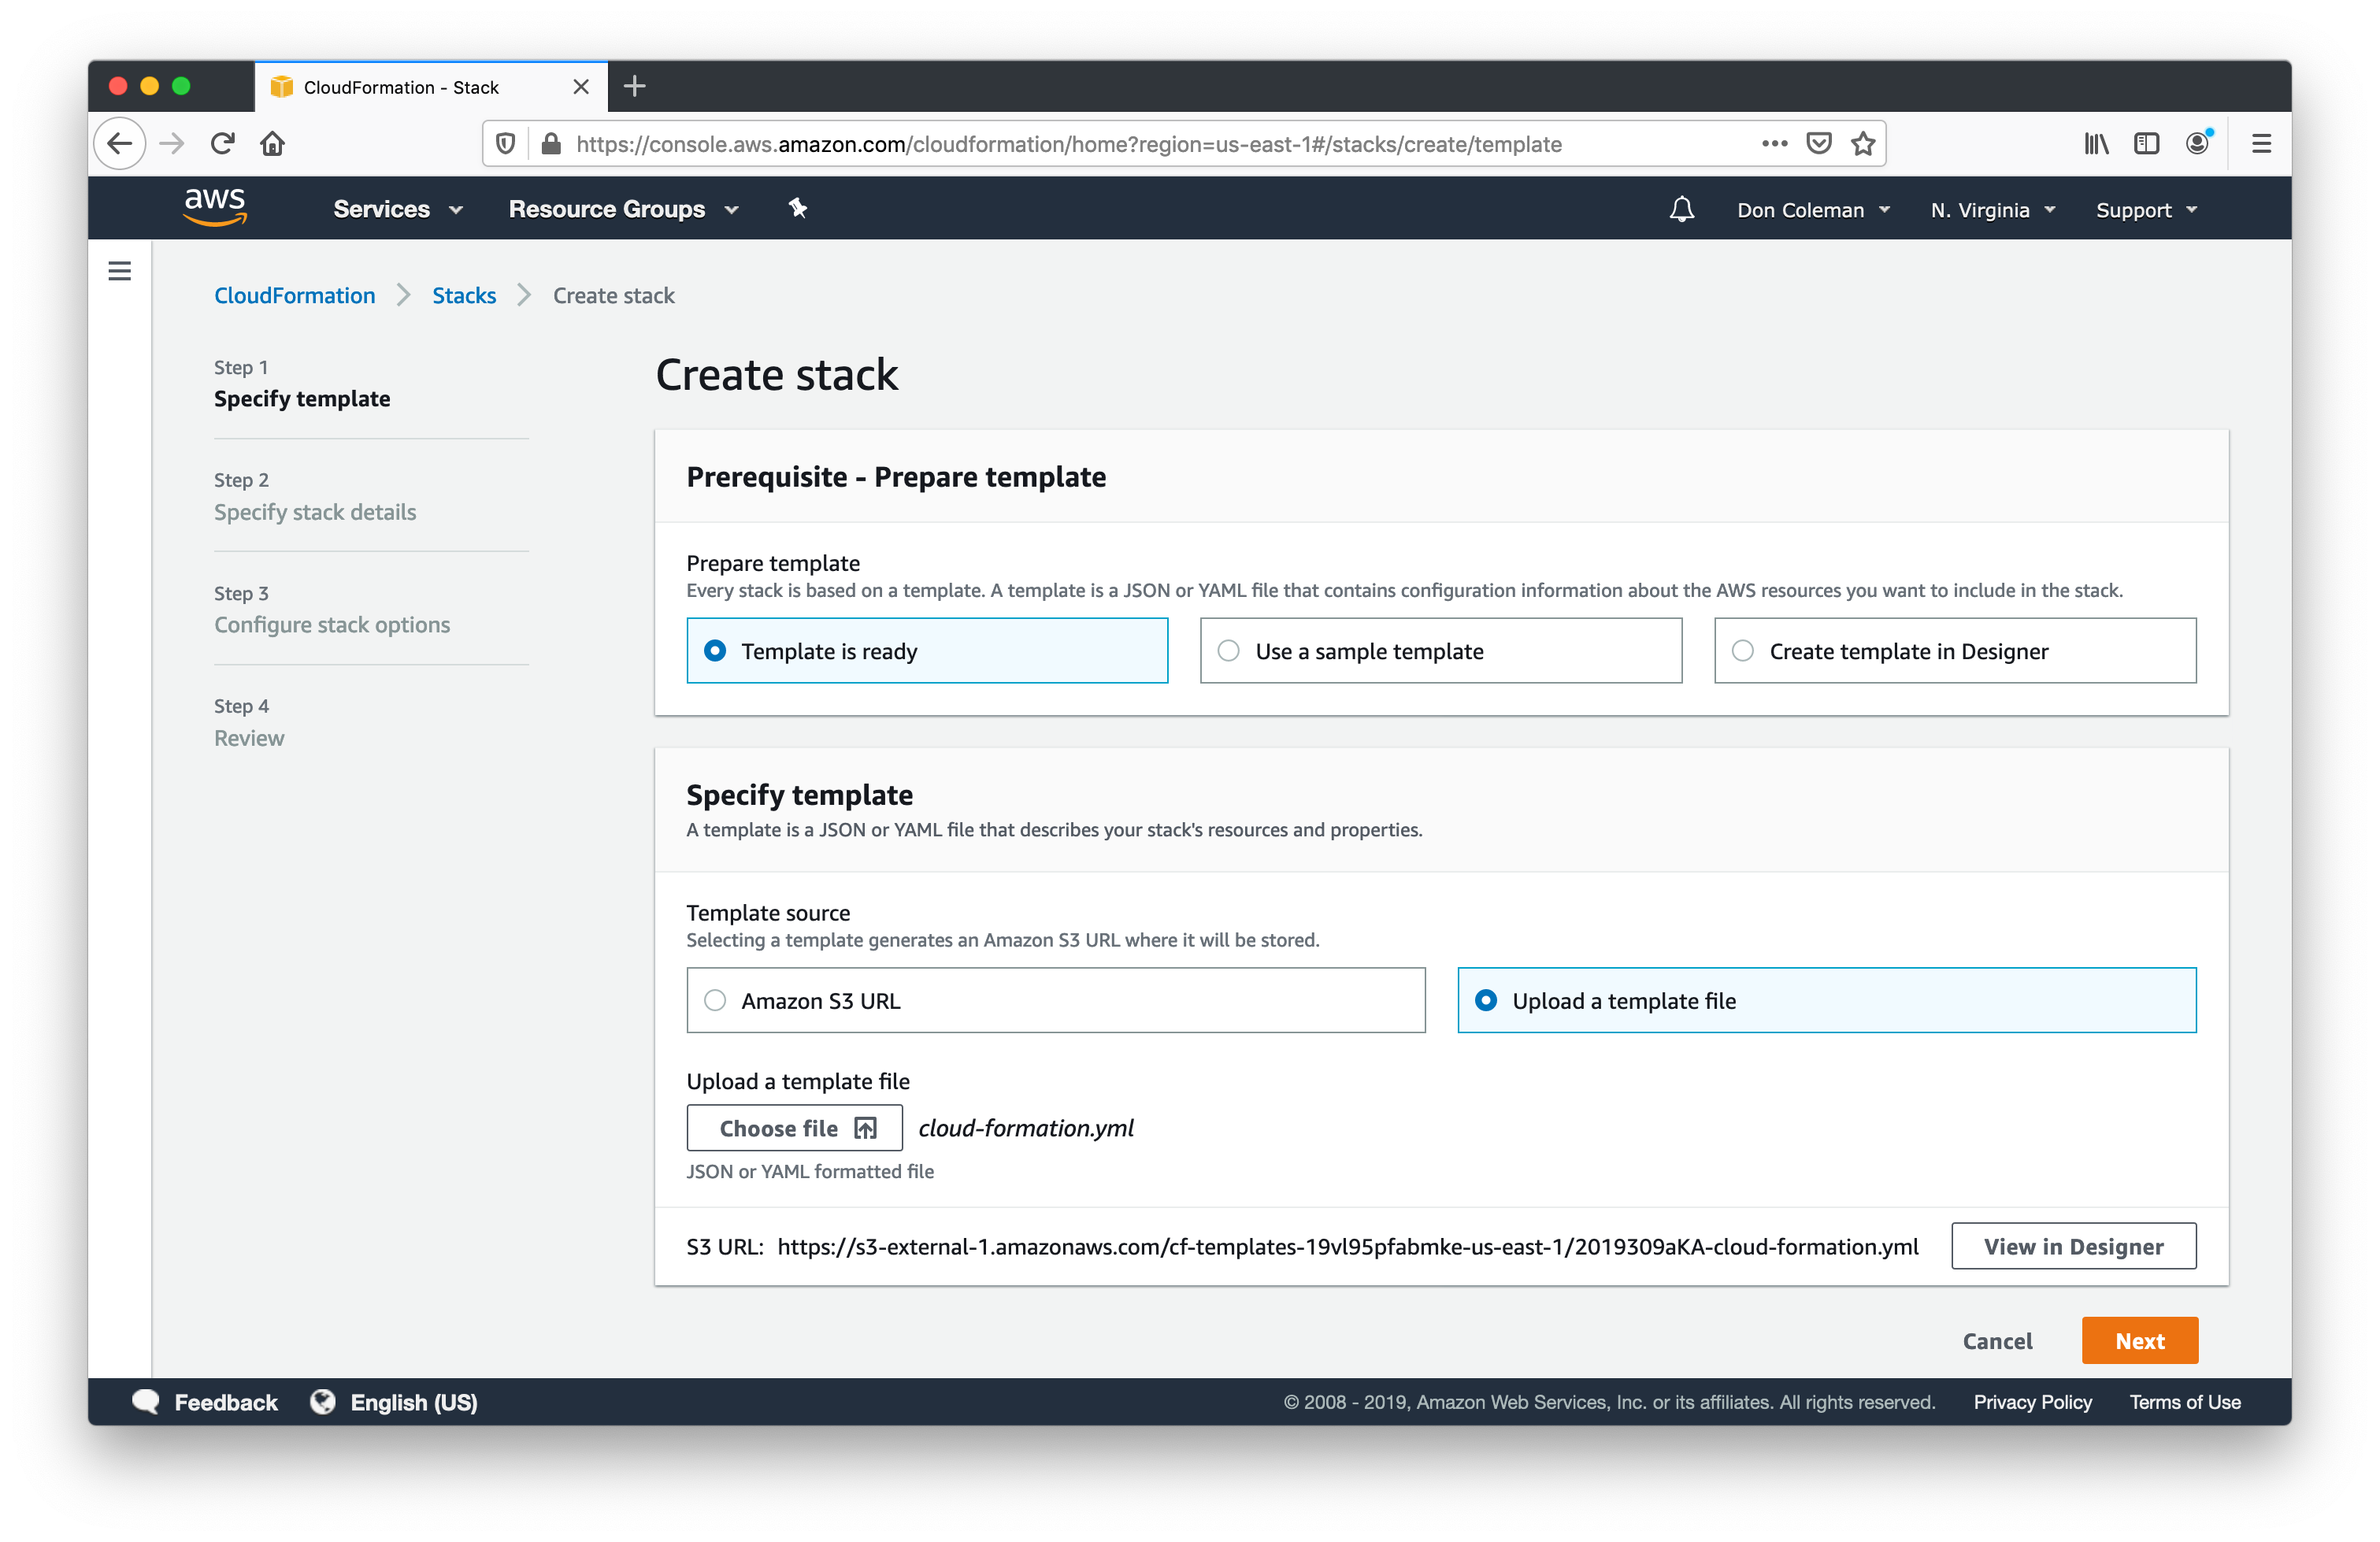 CloudFormation - Stack
https://console.aws.amazon.com/cloudformation/home?region=us-east-1#/stacks/create/template
aws Services Resource Groups Don Coleman N. Virginia Support
CloudFormation Stacks Create stack
Step 1
Specify template
Step 2
Specify stack details
Step 3
Configure stack options
Step 4
Review
Create stack
Prerequisite - Prepare template
Prepare template
Every stack is based on a template. A template is a JSON or YAML file that contains configuration information about the AWS resources you want to include in the stack.
Template is ready Use a sample template Create template in Designer
Specify template
A template is a JSON or YAML file that describes your stack's resources and properties.
Template source
Selecting a template generates an Amazon S3 URL where it will be stored.
Amazon S3 URL Upload a template file
Upload a template file
Choose file cloud-formation.yml
JSON or YAML formatted file
S3 URL: https://s3-external-1.amazonaws.com/cf-templates-19vl95pfabmke-us-east-1/2019309aKA-cloud-formation.yml View in Designer
Cancel Next
Feedback English (US) © 2008 - 2019, Amazon Web Services, Inc. or its affiliates. All rights reserved. Privacy Policy Terms of Use